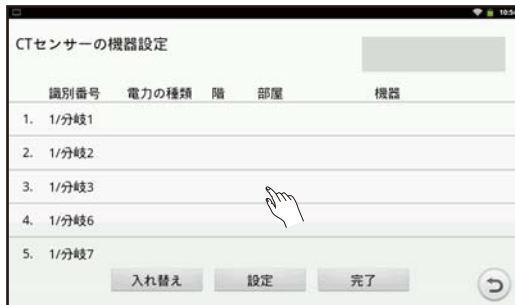 10:54
CTセンサーの機器設定
識別番号 電力の種類 階 部屋 機器
1. 1/分岐1
2. 1/分岐2
3. 1/分岐3
4. 1/分岐6
5. 1/分岐7
入れ替え 設定 完了